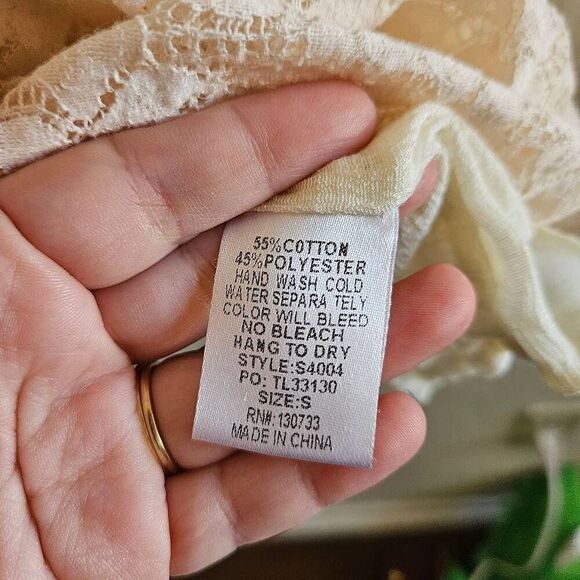 55%COTTON
45%POLYESTER
HAND WASH COLD
WATER SEPARA TELY
COLOR WILL BLEED
NO BLEACH
HANG TO DRY
STYLE:S4004
PO: TL33130
SIZE:S
RN#:130733
MADE IN CHINA